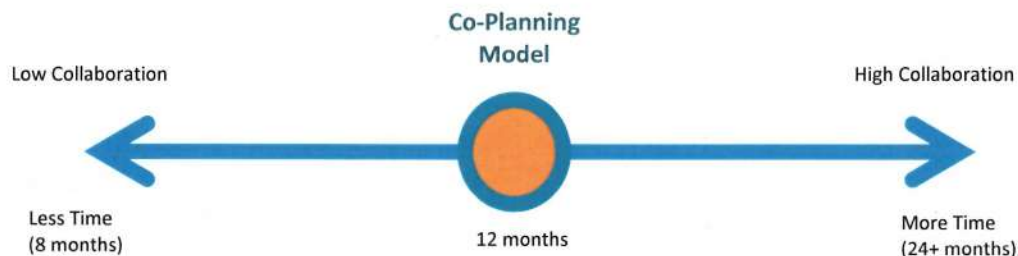 Co-Planning
Model
Low Collaboration
High Collaboration
Less Time
(8 months)
12 months
More Time
(24+ months)